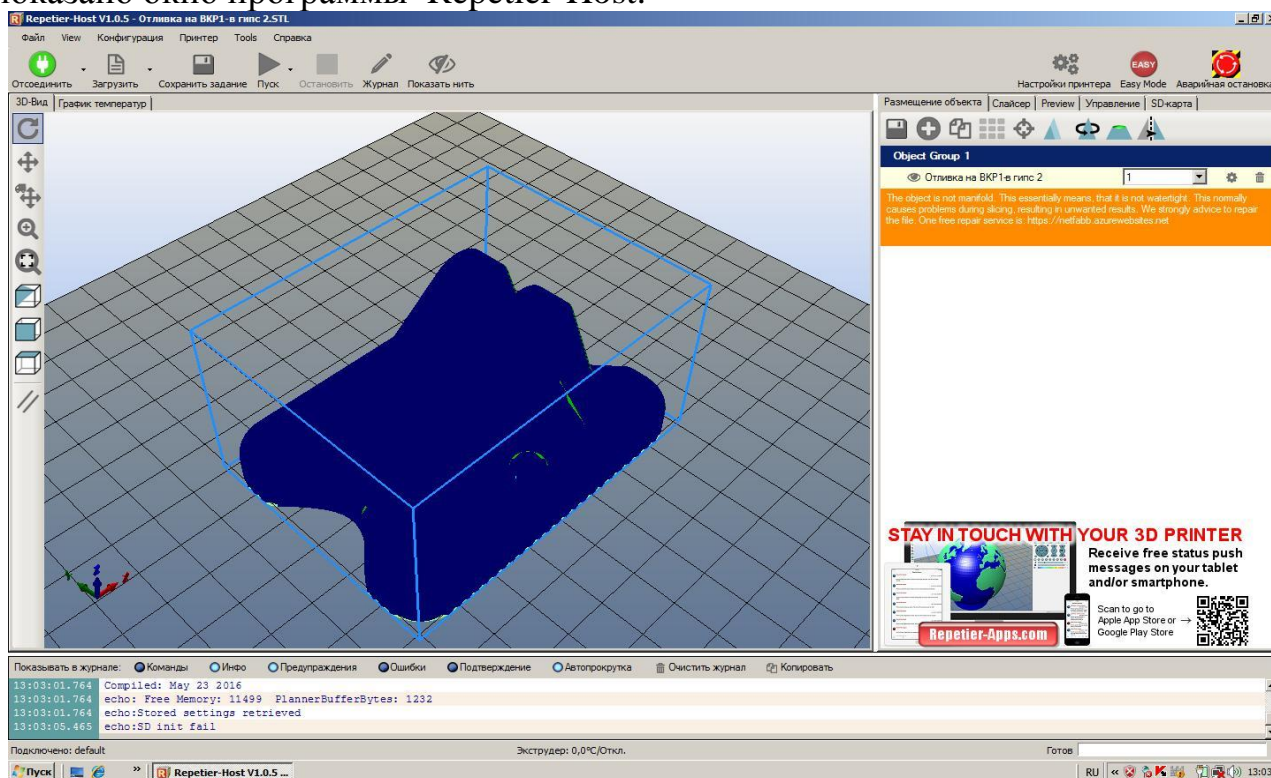 показано окно программы Repetier-Host.
Repetier-Host V1.0.5 - Отливка на ВКР1-в гипс 2.STL
Файл View Конфигурация Принтер Tools Справка
Отсоединить Загрузить Сохранить задание Пуск Остановить Журнал Показать нить Настройки принтера Easy Mode Аварийная остановка
EASY
3D-Вид График температур Размещение объекта Слайсер Preview Управление SD-карта
Object Group 1
Отливка на ВКР1-в гипс 2 1
The object is not manifold. This essentially means, that it is not watertight. This normally
causes problems during slicing, resulting in unwanted results. We strongly advice to repair
the file. One free repair service is: https://netfabb.azurewebsites.net
STAY IN TOUCH WITH YOUR 3D PRINTER
Receive free status push
messages on your tablet
and/or smartphone.
Scan to go to
Apple App Store or →
Google Play Store
Repetier-Apps.com
Показывать в журнале: Команды Инфо Предупраждения Ошибки Подтверждение Автопрокрутка Очистить журнал Копировать
13:03:01.764 Compiled: May 23 2016
13:03:01.764 echo: Free Memory: 11499 PlannerBufferBytes: 1232
13:03:01.764 echo:Stored settings retrieved
13:03:05.465 echo:SD init fail
Подключено: default Экструдер: 0,0°C/Откл. Готов
Пуск » Repetier-Host V1.0.5 ... RU « 13:03